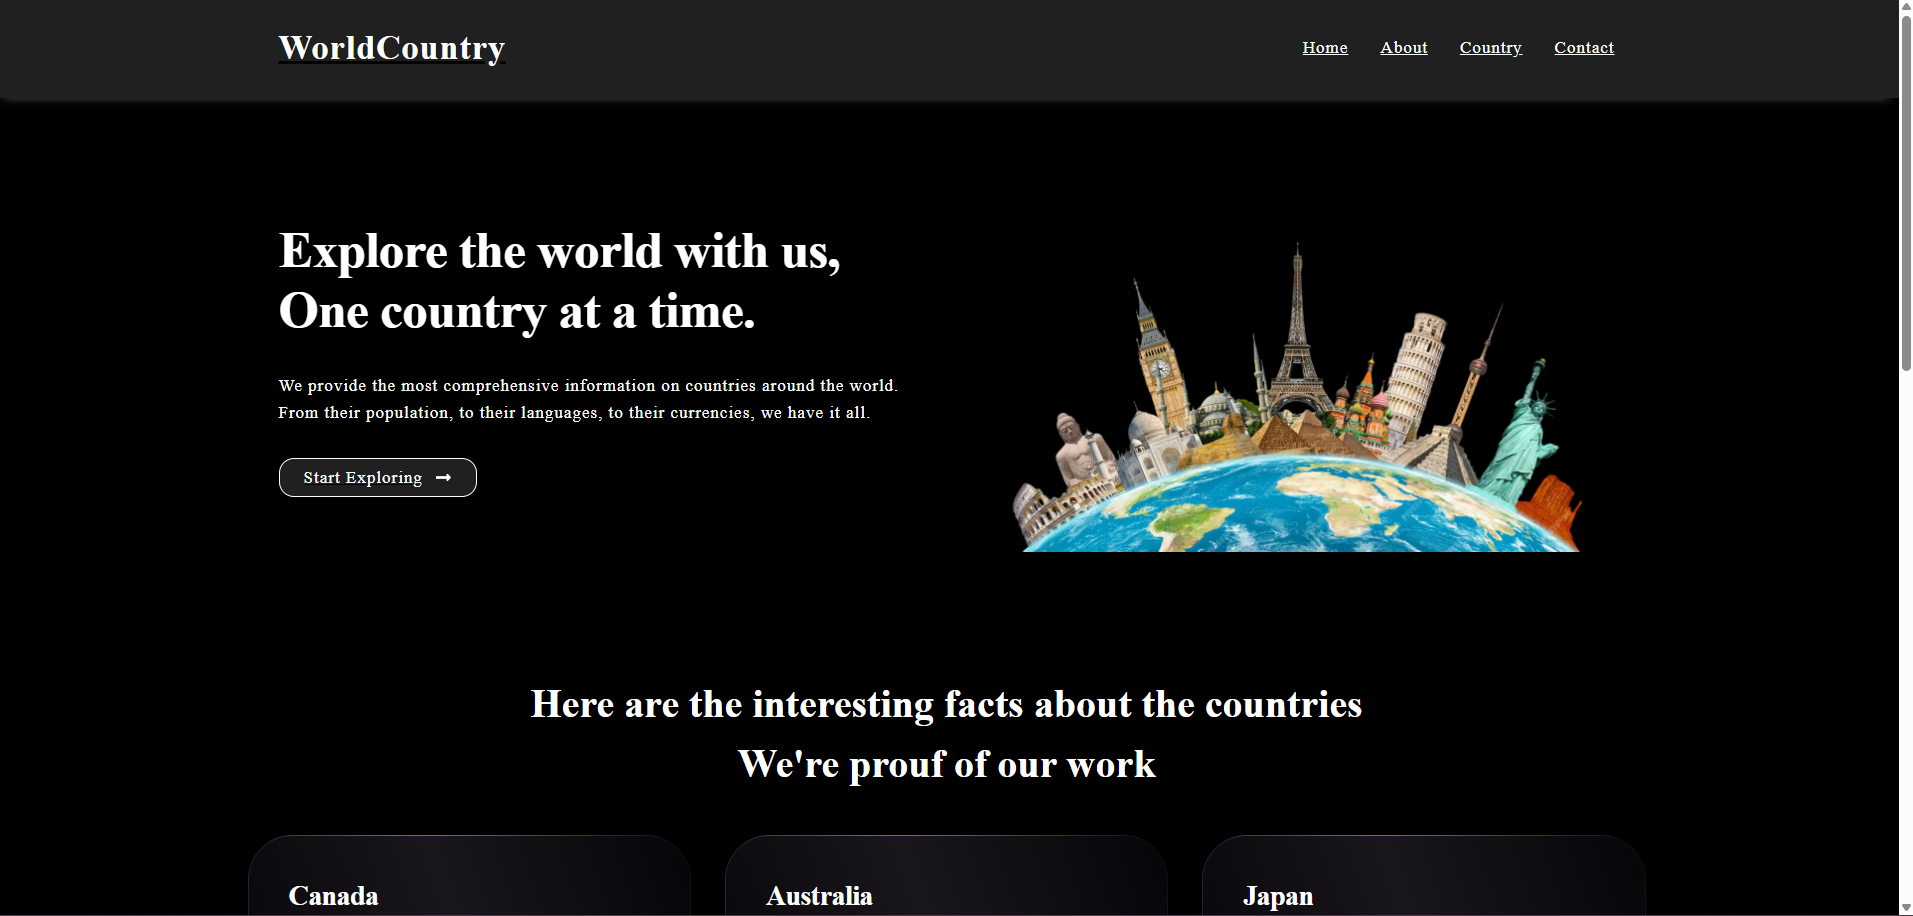 WorldCountry
Home
About
Country
Contact
Explore the world with us,
One country at a time.
We provide the most comprehensive information on countries around the world.
From their population, to their languages, to their currencies, we have it all.
Start Exploring
Here are the interesting facts about the countries
We're prouf of our work
Canada
Australia
Japan